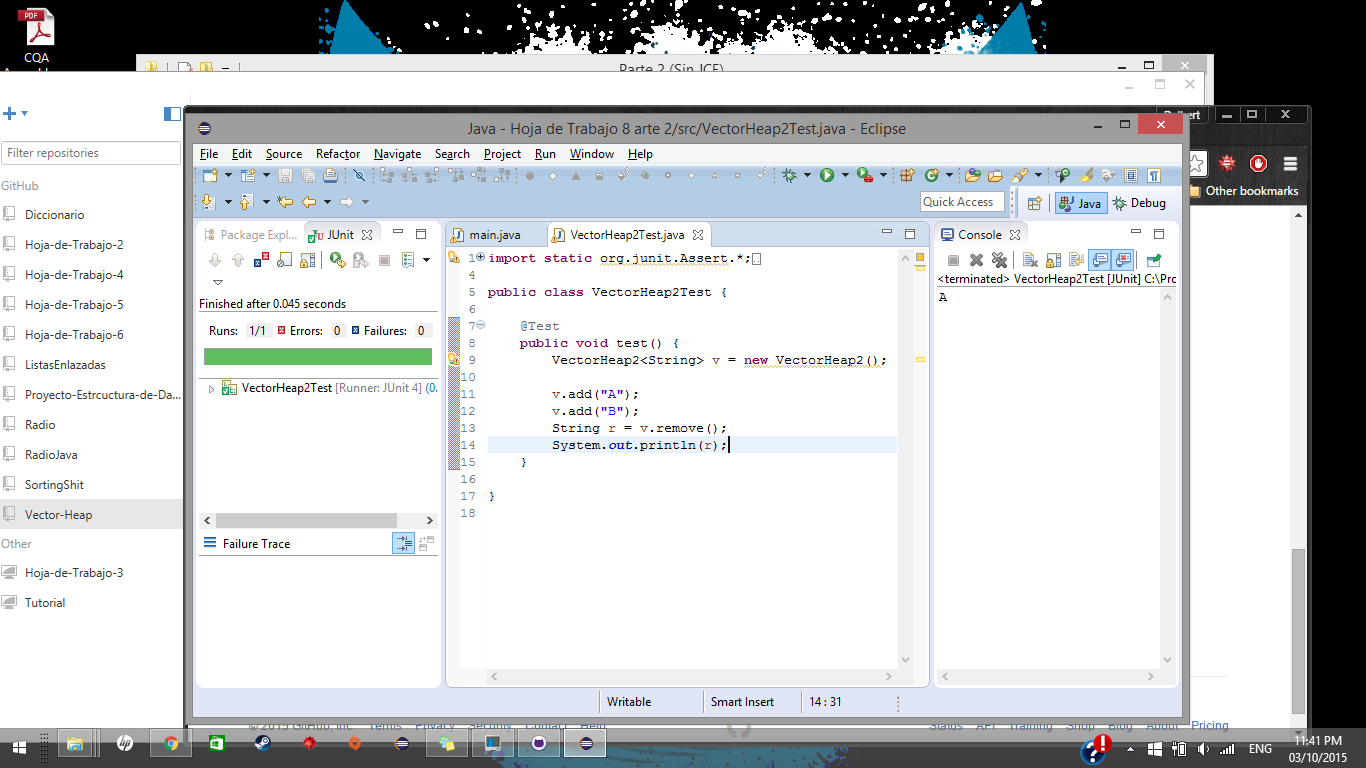 CQA
Parte 2 (Sin JCF)
Filter repositories
GitHub
Diccionario
Hoja-de-Trabajo-2
Hoja-de-Trabajo-4
Hoja-de-Trabajo-5
Hoja-de-Trabajo-6
ListasEnlazadas
Proyecto-Estrcuctura-de-Da...
Radio
RadioJava
SortingShit
Vector-Heap
Other
Hoja-de-Trabajo-3
Tutorial
Java - Hoja de Trabajo 8 arte 2/src/VectorHeap2Test.java - Eclipse
File Edit Source Refactor Navigate Search Project Run Window Help
Quick Access
Java
Debug
Other bookmarks
Package Expl...
JUnit
Finished after 0.045 seconds
Runs: 1/1 Errors: 0 Failures: 0
VectorHeap2Test [Runner: JUnit 4] (0.
Failure Trace
main.java
VectorHeap2Test.java
1 import static org.junit.Assert.*;
4
5 public class VectorHeap2Test {
6
7 @Test
8 public void test() {
9 VectorHeap2<String> v = new VectorHeap2();
10
11 v.add("A");
12 v.add("B");
13 String r = v.remove();
14 System.out.println(r);
15 }
16
17 }
18
Console
<terminated> VectorHeap2Test [JUnit] C:\Pro
A
Writable
Smart Insert
14 : 31
© 2015 GitHub, Inc. Terms Privacy Security Contact Help
Status API Training Shop Blog About Pricing
ENG
11:41 PM
03/10/2015